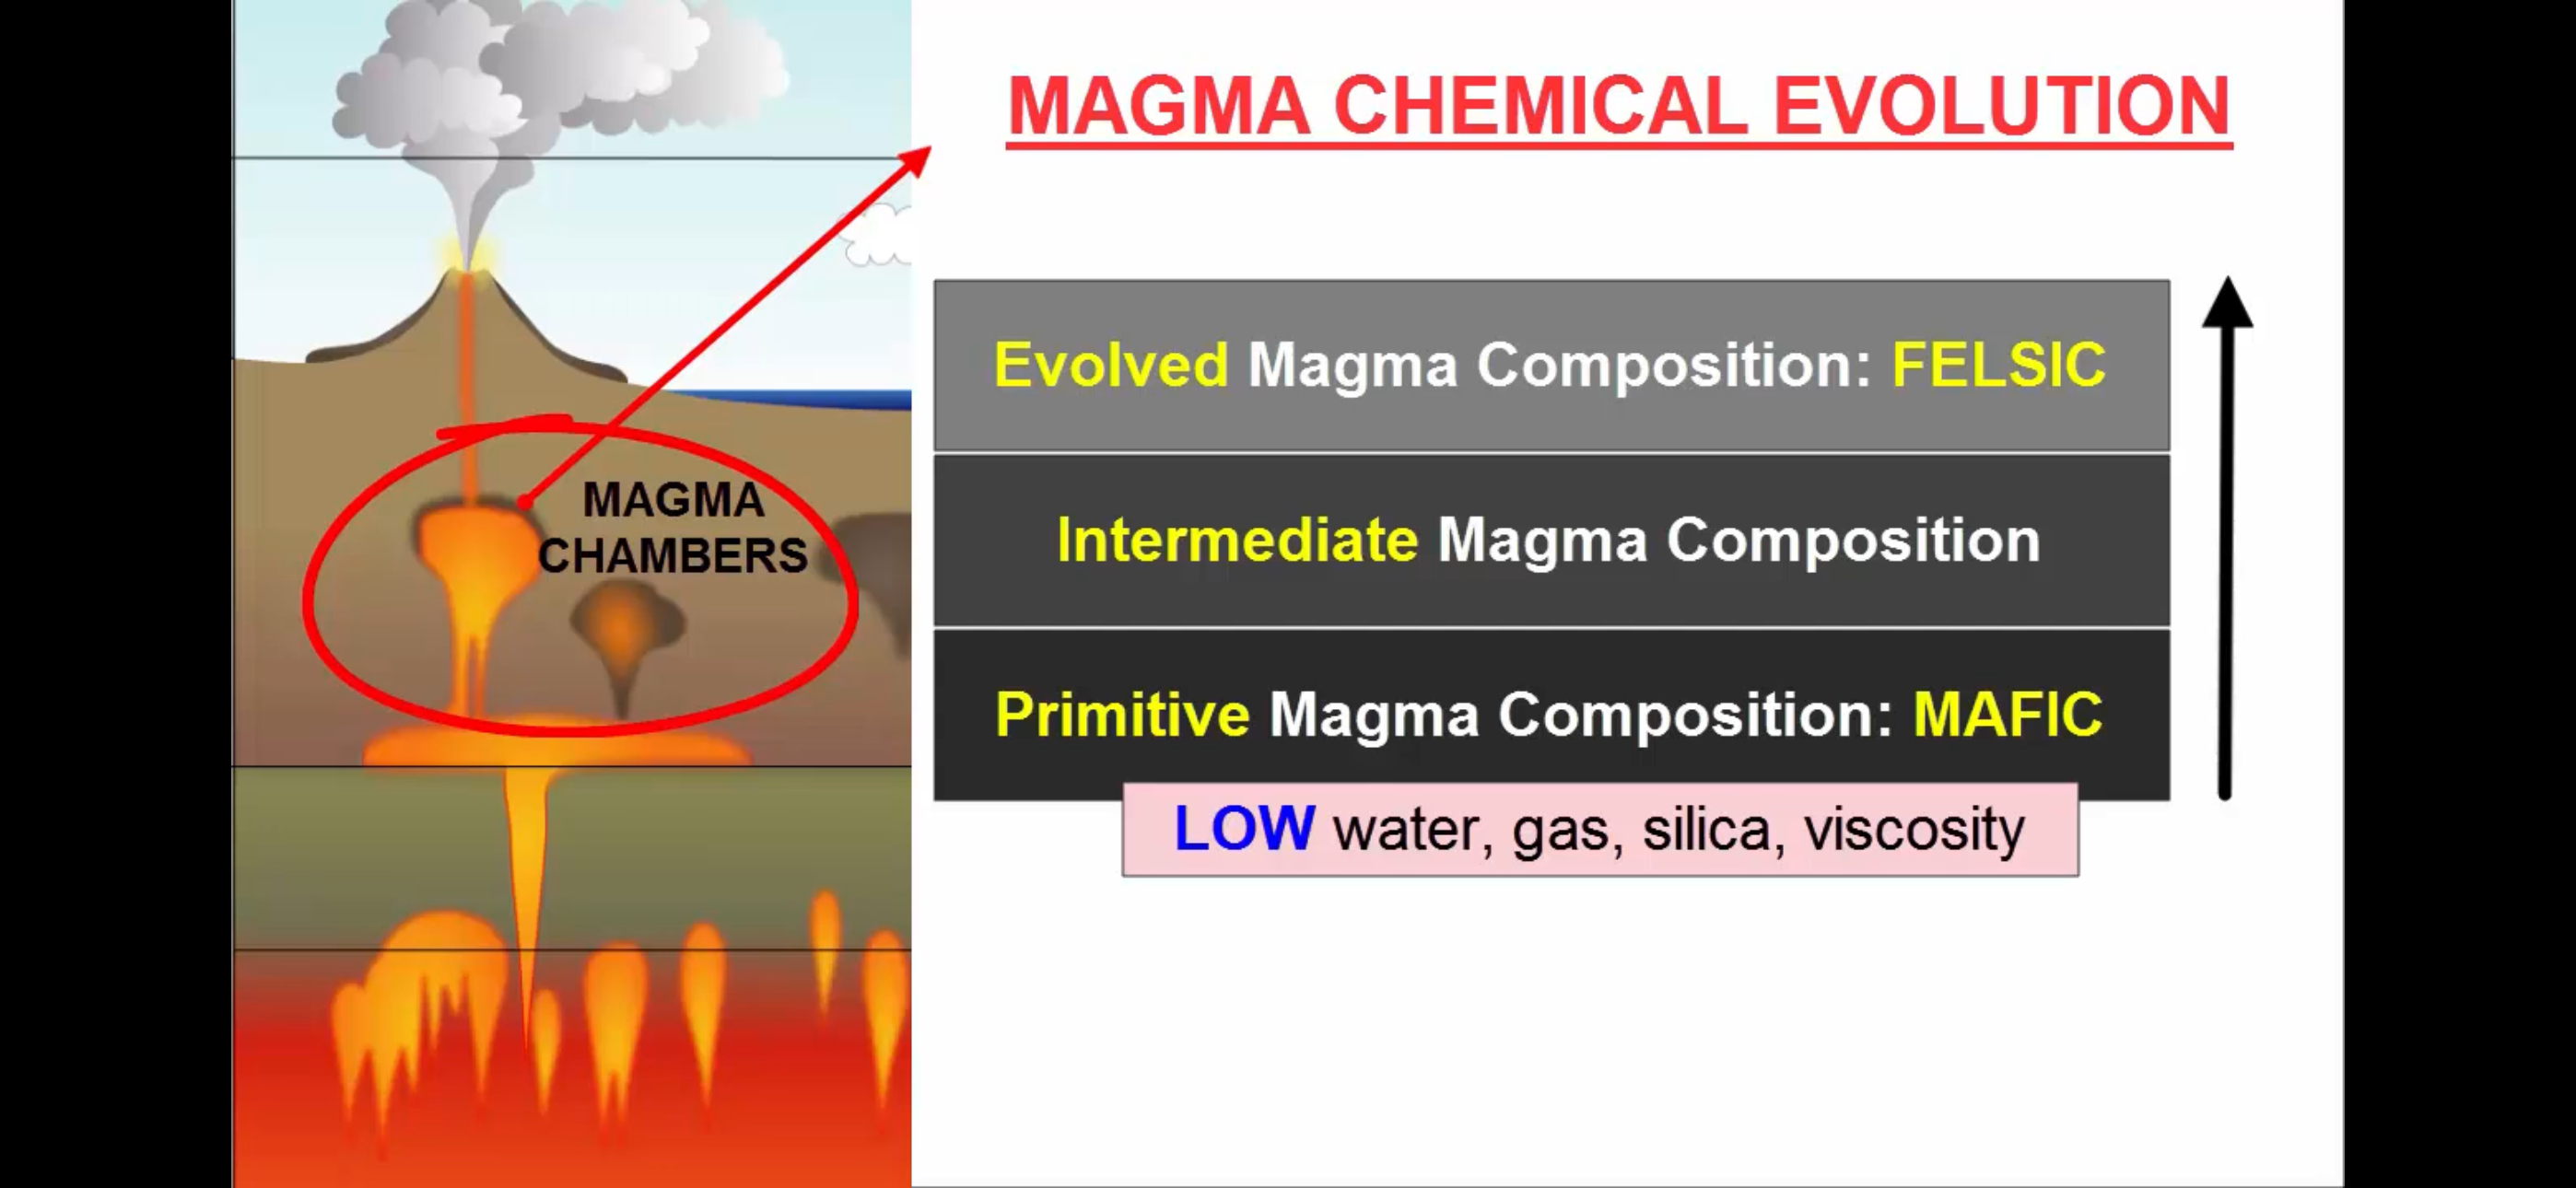 MAGMA CHEMICAL EVOLUTION
MAGMA
CHAMBERS
Evolved Magma Composition: FELSIC
Intermediate Magma Composition
Primitive Magma Composition: MAFIC
LOW water, gas, silica, viscosity